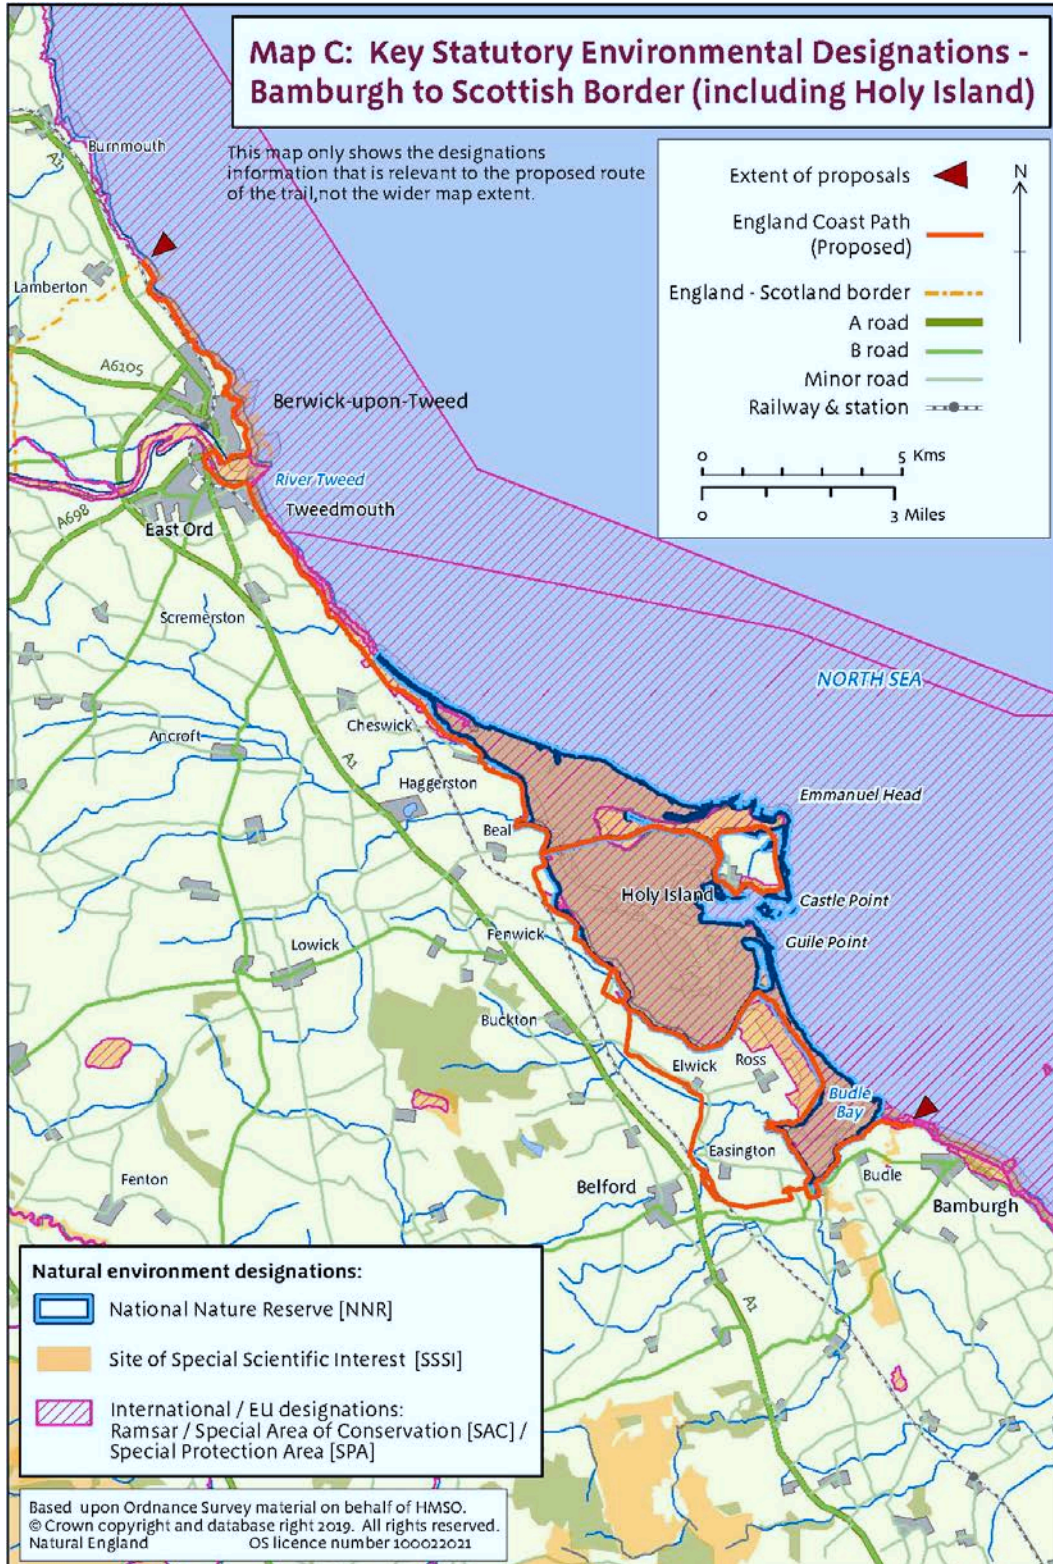 Map C: Key Statutory Environmental Designations -
Bamburgh to Scottish Border (including Holy Island)
This map only shows the designations
information that is relevant to the proposed route
of the trail,not the wider map extent.
Extent of proposals
N
England Coast Path
(Proposed)
England - Scotland border
A road
B road
Minor road
Railway & station
0 5 Kms
0 3 Miles
Burnmouth
A1
Lamberton
A6105
Berwick-upon-Tweed
River Tweed
Tweedmouth
A698
East Ord
Scremerston
NORTH SEA
Cheswick
Ancroft
A1
Haggerston
Emmanuel Head
Beal
Holy Island
Castle Point
Guile Point
Fenwick
Lowick
Buckton
Elwick
Ross
Budle
Bay
Easington
Budle
Fenton
Belford
Bamburgh
A1
Natural environment designations:
National Nature Reserve [NNR]
Site of Special Scientific Interest [SSSI]
International / EU designations:
Ramsar / Special Area of Conservation [SAC] /
Special Protection Area [SPA]
Based upon Ordnance Survey material on behalf of HMSO.
© Crown copyright and database right 2019. All rights reserved.
Natural England OS licence number 100022021